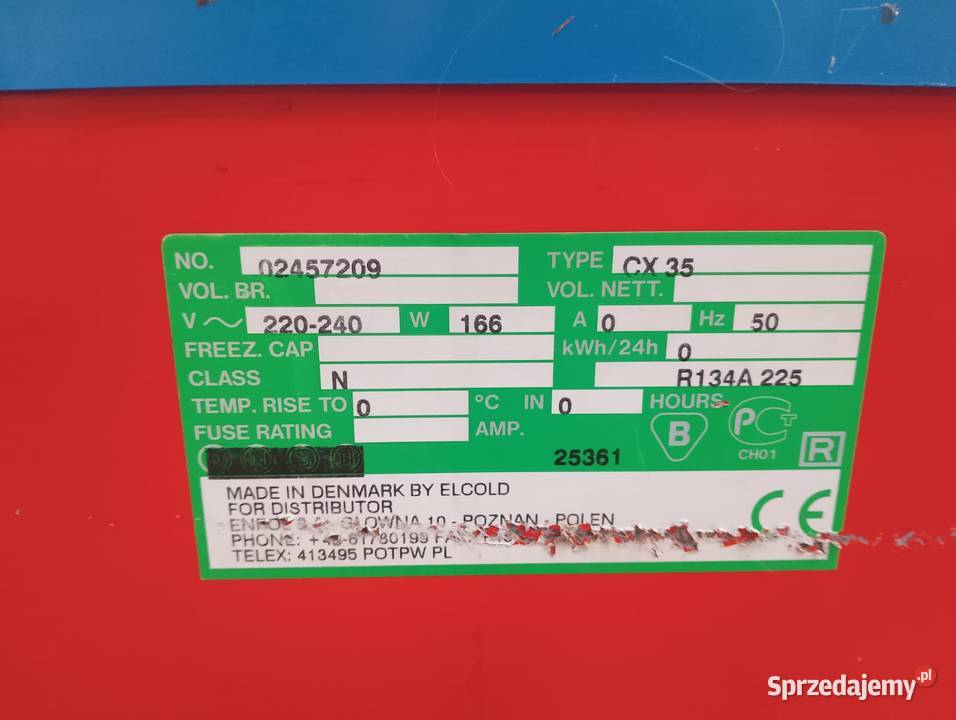 NO. 02457209 TYPE CX 35
VOL. BR. VOL. NETT.
V ~ 220-240 W 166 A 0 Hz 50
FREEZ. CAP kWh/24h 0
CLASS N R134A 225
TEMP. RISE TO 0 °C IN 0 HOURS
FUSE RATING AMP.
B PCT
CH01
R
25361
MADE IN DENMARK BY ELCOLD
FOR DISTRIBUTOR
10 - POZNAN - POLEN
PHONE:
TELEX: 413495 POTPW PL
CE
Sprzedajemy.pl